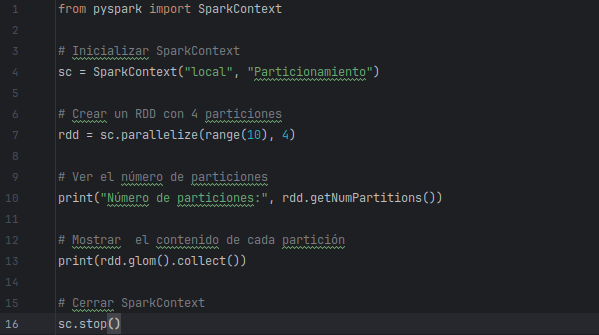 1 from pyspark import SparkContext
2
3 # Inicializar SparkContext
4 sc = SparkContext("local", "Particionamiento")
5
6 # Crear un RDD con 4 particiones
7 rdd = sc.parallelize(range(10), 4)
8
9 # Ver el número de particiones
10 print("Número de particiones:", rdd.getNumPartitions())
11
12 # Mostrar  el contenido de cada partición
13 print(rdd.glom().collect())
14
15 # Cerrar SparkContext
16 sc.stop()